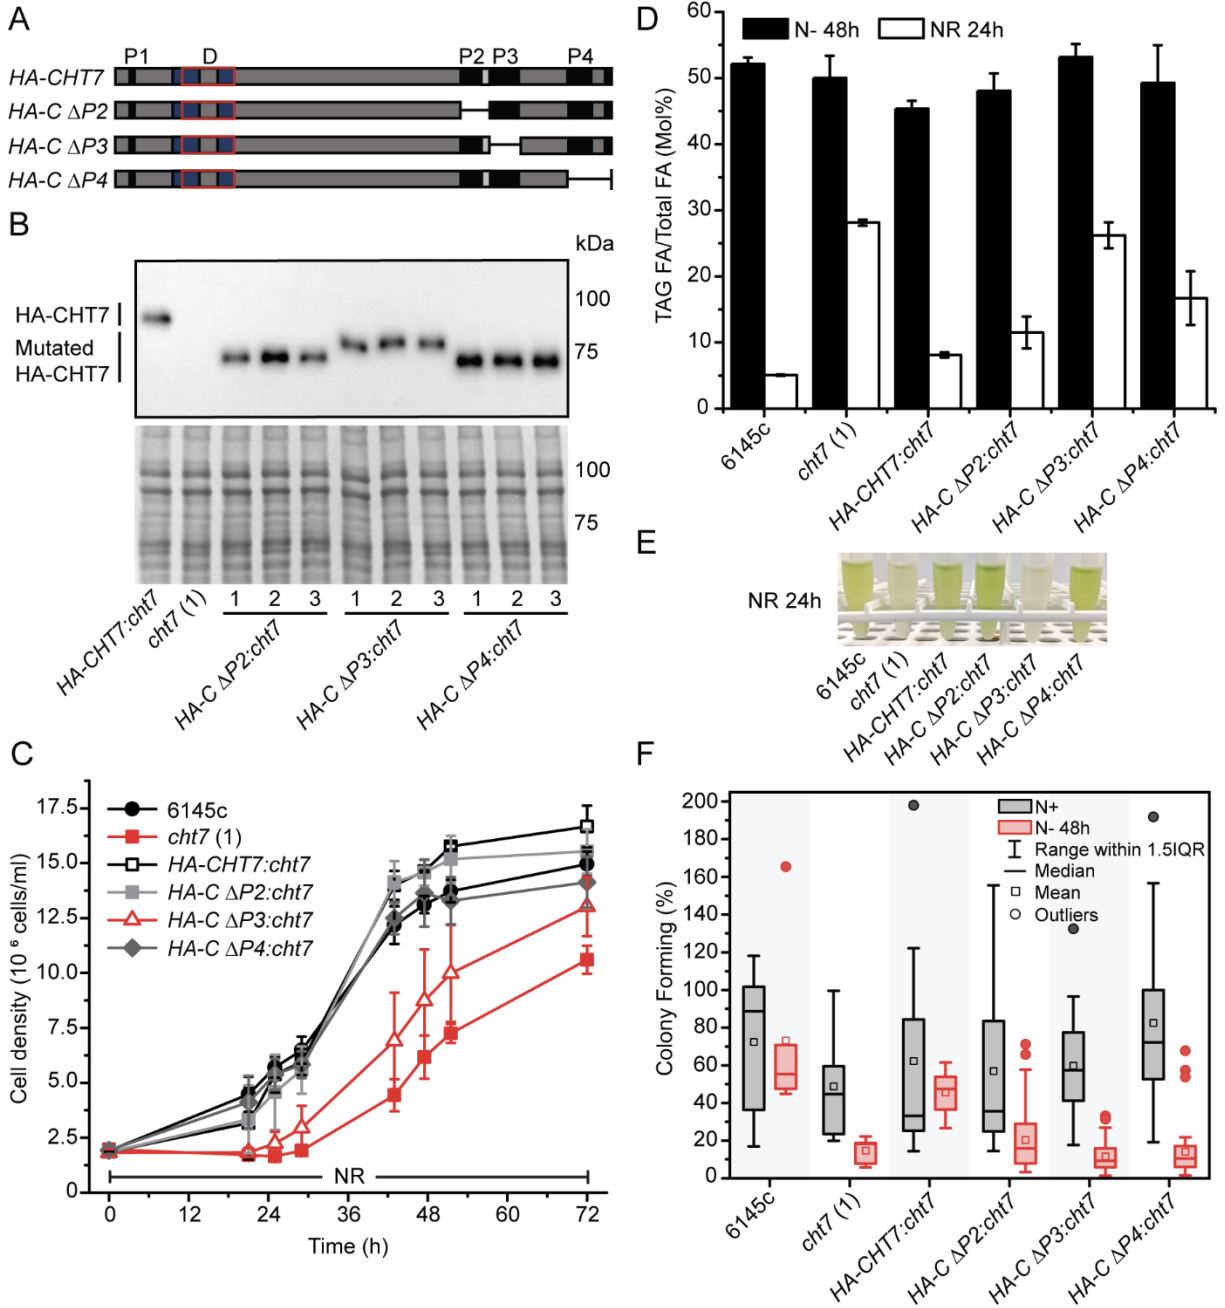 A
P1 D P2 P3 P4
HA-CHT7
HA-C ΔP2
HA-C ΔP3
HA-C ΔP4
B
kDa
HA-CHT7
100
Mutated
HA-CHT7
75
100
75
1 2 3 1 2 3 1 2 3
HA-CHT7:cht7
cht7 (1)
HA-C ΔP2:cht7
HA-C ΔP3:cht7
HA-C ΔP4:cht7
C
Cell density (10 6 cells/ml)
17.5
15.0
12.5
10.0
7.5
5.0
2.5
0
6145c
cht7 (1)
HA-CHT7:cht7
HA-C ΔP2:cht7
HA-C ΔP3:cht7
HA-C ΔP4:cht7
NR
0 12 24 36 48 60 72
Time (h)
D
N- 48h NR 24h
TAG FA/Total FA (Mol%)
60
50
40
30
20
10
0
6145c
cht7 (1)
HA-CHT7:cht7
HA-C ΔP2:cht7
HA-C ΔP3:cht7
HA-C ΔP4:cht7
E
NR 24h
6145c
cht7 (1)
HA-CHT7:cht7
HA-C ΔP2:cht7
HA-C ΔP3:cht7
HA-C ΔP4:cht7
F
Colony Forming (%)
200
180
160
140
120
100
80
60
40
20
0
N+
N- 48h
Range within 1.5IQR
Median
Mean
Outliers
6145c
cht7 (1)
HA-CHT7:cht7
HA-C ΔP2:cht7
HA-C ΔP3:cht7
HA-C ΔP4:cht7